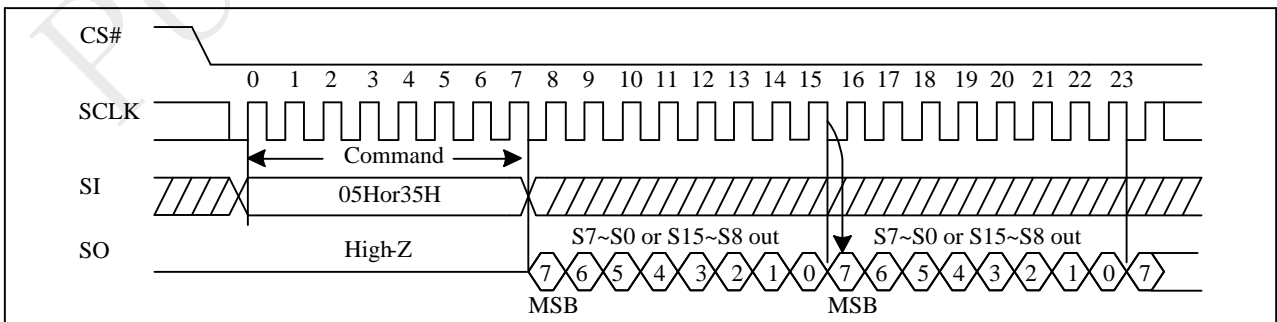 CS#
0 1 2 3 4 5 6 7 8 9 10 11 12 13 14 15 16 17 18 19 20 21 22 23
SCLK
Command
SI
05Hor35H
S7~S0 or S15~S8 out S7~S0 or S15~S8 out
SO
High-Z
7 6 5 4 3 2 1 0 7 6 5 4 3 2 1 0 7
MSB MSB